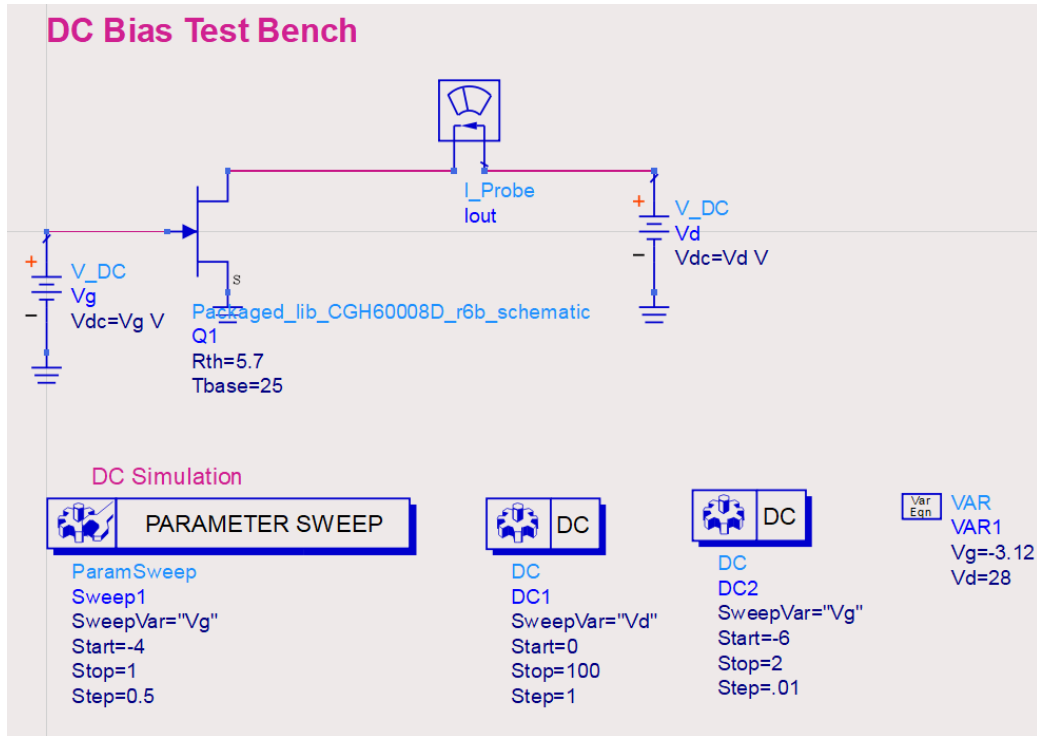 DC Bias Test Bench
I_Probe
Iout
+
V_DC
Vd
Vdc=Vd V
-
+
V_DC
Vg
Vdc=Vg V
-
s
Packaged_lib_CGH60008D_r6b_schematic
Q1
Rth=5.7
Tbase=25
DC Simulation
PARAMETER SWEEP
ParamSweep
Sweep1
SweepVar="Vg"
Start=-4
Stop=1
Step=0.5
DC
DC
DC1
SweepVar="Vd"
Start=0
Stop=100
Step=1
DC
DC
DC2
SweepVar="Vg"
Start=-6
Stop=2
Step=.01
Var
Eqn
VAR
VAR1
Vg=-3.12
Vd=28